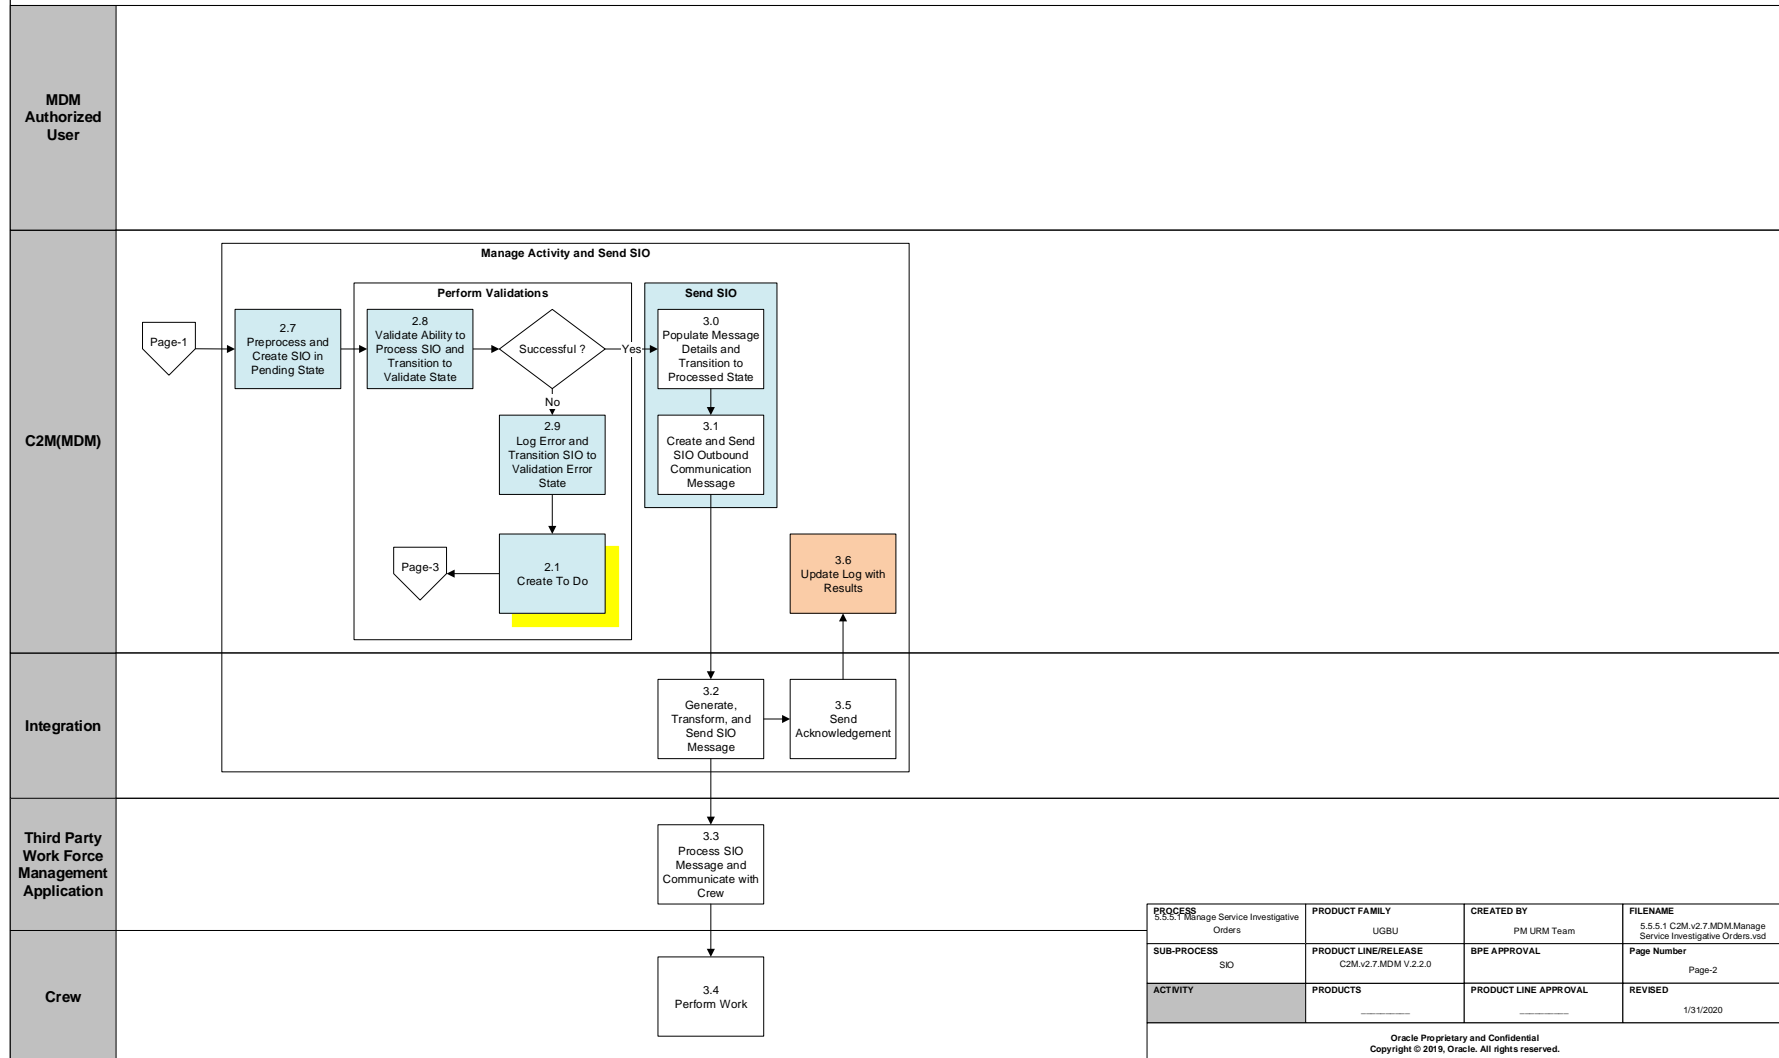 MDM
Authorized
User
C2M(MDM)
Manage Activity and Send SIO
Perform Validations
Send SIO
Page-1
2.7
Preprocess and
Create SIO in
Pending State
2.8
Validate Ability to
Process SIO and
Transition to
Validate State
Successful ?
Yes
No
3.0
Populate Message
Details and
Transition to
Processed State
2.9
Log Error and
Transition SIO to
Validation Error
State
3.1
Create and Send
SIO Outbound
Communication
Message
Page-3
2.1
Create To Do
3.6
Update Log with
Results
Integration
3.2
Generate,
Transform, and
Send SIO
Message
3.5
Send
Acknowledgement
Third Party
Work Force
Management
Application
3.3
Process SIO
Message and
Communicate with
Crew
Crew
3.4
Perform Work
PROCESS
5.5.5.1 Manage Service Investigative
Orders
PRODUCT FAMILY
UGBU
CREATED BY
PM URM Team
FILENAME
5.5.5.1 C2M.v2.7.MDM.Manage
Service Investigative Orders.vsd
SUB-PROCESS
SIO
PRODUCT LINE/RELEASE
C2M.v2.7.MDM V.2.2.0
BPE APPROVAL
Page Number
Page-2
ACTIVITY
PRODUCTS
PRODUCT LINE APPROVAL
REVISED
1/31/2020
Oracle Proprietary and Confidential
Copyright © 2019, Oracle. All rights reserved.